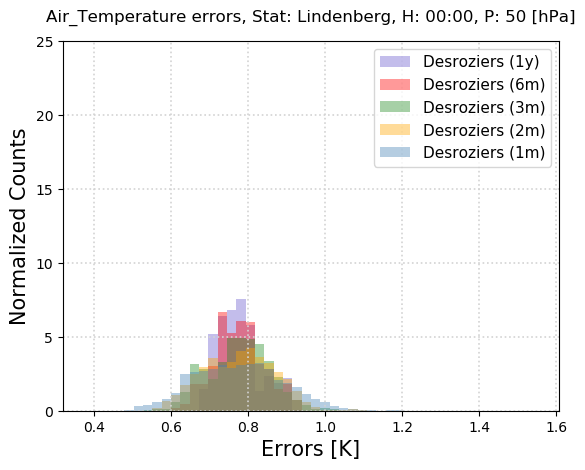 Air_Temperature errors, Stat: Lindenberg, H: 00:00, P: 50 [hPa]
25
20
15
10
5
0
Normalized Counts
Desroziers (1y)
Desroziers (6m)
Desroziers (3m)
Desroziers (2m)
Desroziers (1m)
0.4 0.6 0.8 1.0 1.2 1.4 1.6
Errors [K]